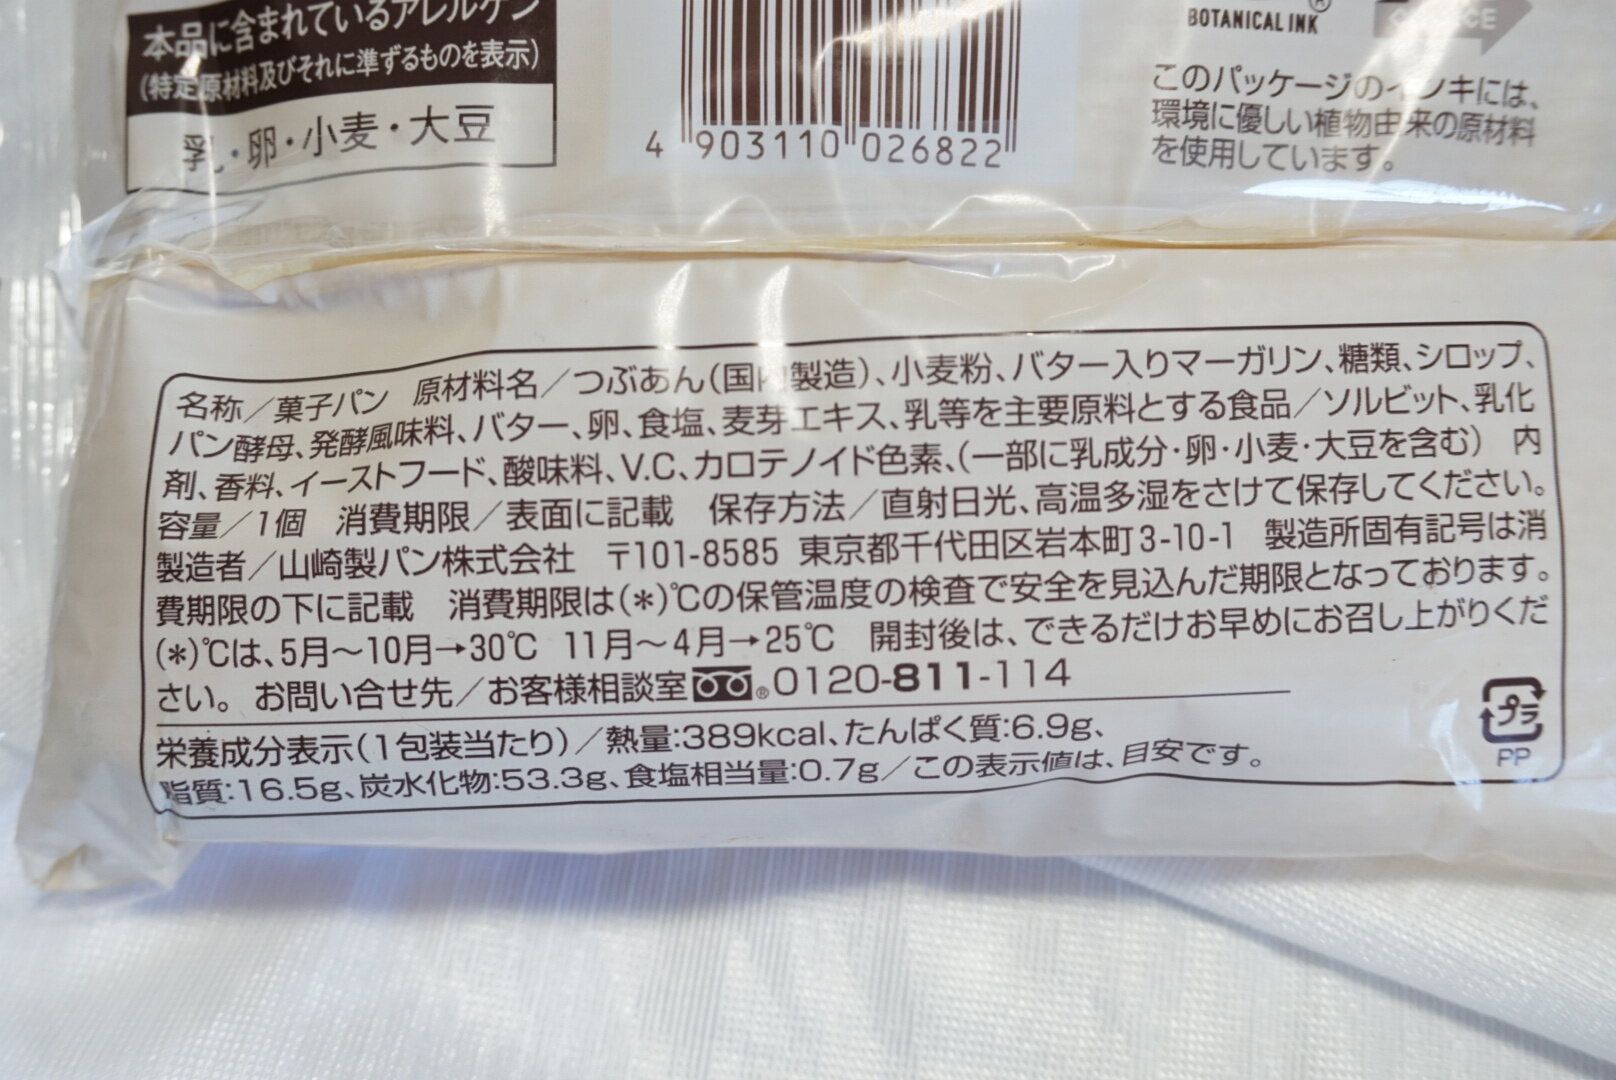 本品に含まれているアレルゲン
(特定原材料及びそれに準ずるものを表示)
乳・卵・小麦・大豆
4 903110 026822
BOTANICAL INK
このパッケージのインキには、
環境に優しい植物由来の原材料
を使用しています。
名称／菓子パン 原材料名／つぶあん(国内製造)、小麦粉、バター入りマーガリン、糖類、シロップ、
パン酵母、発酵風味料、バター、卵、食塩、麦芽エキス、乳等を主要原料とする食品／ソルビット、乳化
剤、香料、イーストフード、酸味料、V.C、カロテノイド色素、(一部に乳成分・卵・小麦・大豆を含む) 内
容量／1個 消費期限／表面に記載 保存方法／直射日光、高温多湿をさけて保存してください。
製造者／山崎製パン株式会社 〒101-8585 東京都千代田区岩本町3-10-1 製造所固有記号は消
費期限の下に記載 消費期限は(*)℃の保管温度の検査で安全を見込んだ期限となっております。
(*)℃は、5月～10月→30℃ 11月～4月→25℃ 開封後は、できるだけお早めにお召し上がりくだ
さい。お問い合せ先／お客様相談室 ®0120-811-114
栄養成分表示(1包装当たり)／熱量:389kcal、たんぱく質:6.9g、
脂質:16.5g、炭水化物:53.3g、食塩相当量:0.7g／この表示値は、目安です。
プラ
PP